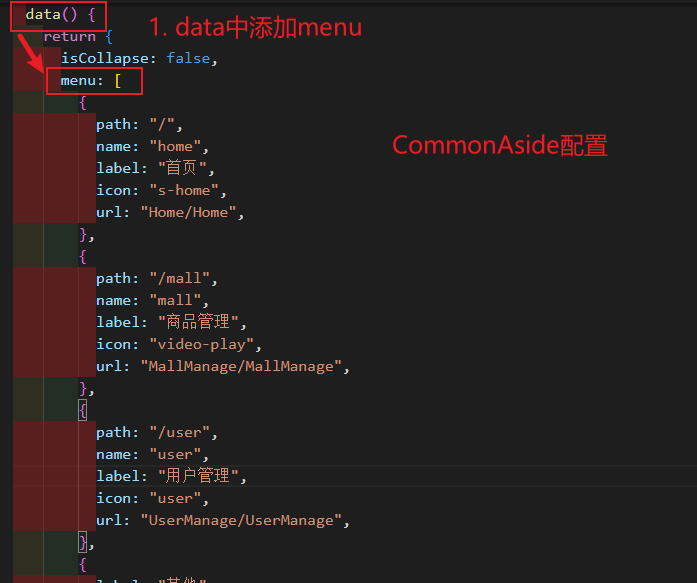 data() {
1. data中添加menu
return {
isCollapse: false,
menu: [
{
path: "/",
name: "home",
CommonAside配置
label: "首页",
icon: "s-home",
url: "Home/Home",
},
{
path: "/mall",
name: "mall",
label: "商品管理",
icon: "video-play",
url: "MallManage/MallManage",
},
{
path: "/user",
name: "user",
label: "用户管理",
icon: "user",
url: "UserManage/UserManage",
},
{
label: "其他"